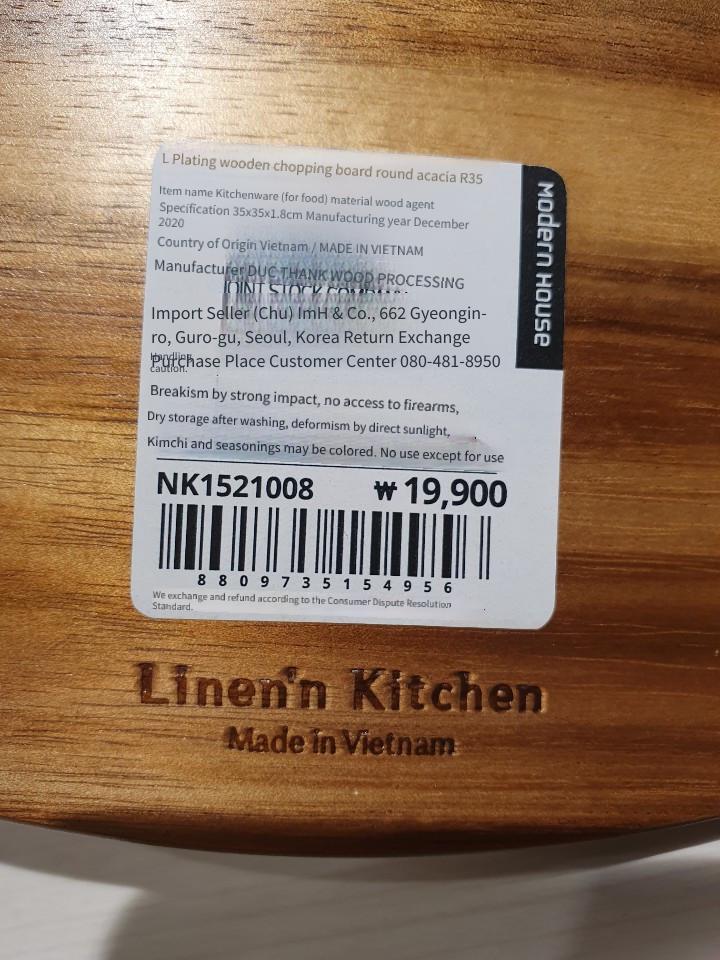 L Plating wooden chopping board round acacia R35
Item name Kitchenware (for food) material wood agent
Specification 35x35x1.8cm Manufacturing year December
2020
Country of Origin Vietnam / MADE IN VIETNAM
Manufacturer DUC THANK WOOD PROCESSING
JOINT STOCK
Import Seller (Chu) ImH & Co., 662 Gyeongin-
ro, Guro-gu, Seoul, Korea Return Exchange
Purchase Place Customer Center 080-481-8950
Handling
caution.
Breakism by strong impact, no access to firearms,
Dry storage after washing, deformism by direct sunlight,
Kimchi and seasonings may be colored. No use except for use
NK1521008 ₩ 19,900
8809735154956
We exchange and refund according to the Consumer Dispute Resolution
Standard.
Modern House
Linen'n Kitchen
Made in Vietnam